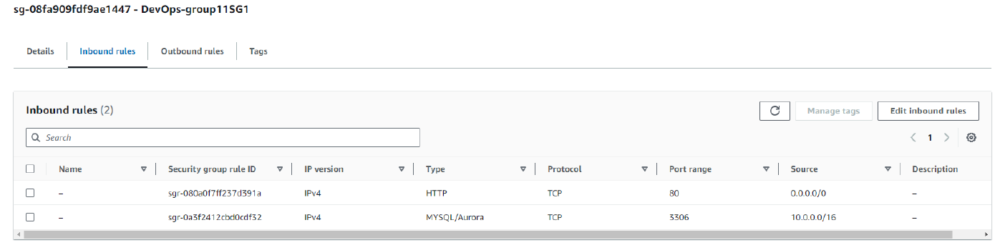 sg-08fa909fdf9ae1447 - DevOps-group11SG1
Details Inbound rules Outbound rules Tags
Inbound rules (2) Manage tags Edit inbound rules
Search 1
Name Security group rule ID IP version Type Protocol Port range Source Description
– sgr-080a0f7ff237d391a IPv4 HTTP TCP 80 0.0.0.0/0 –
– sgr-0a3f2412cbd0cdf32 IPv4 MYSQL/Aurora TCP 3306 10.0.0.0/16 –